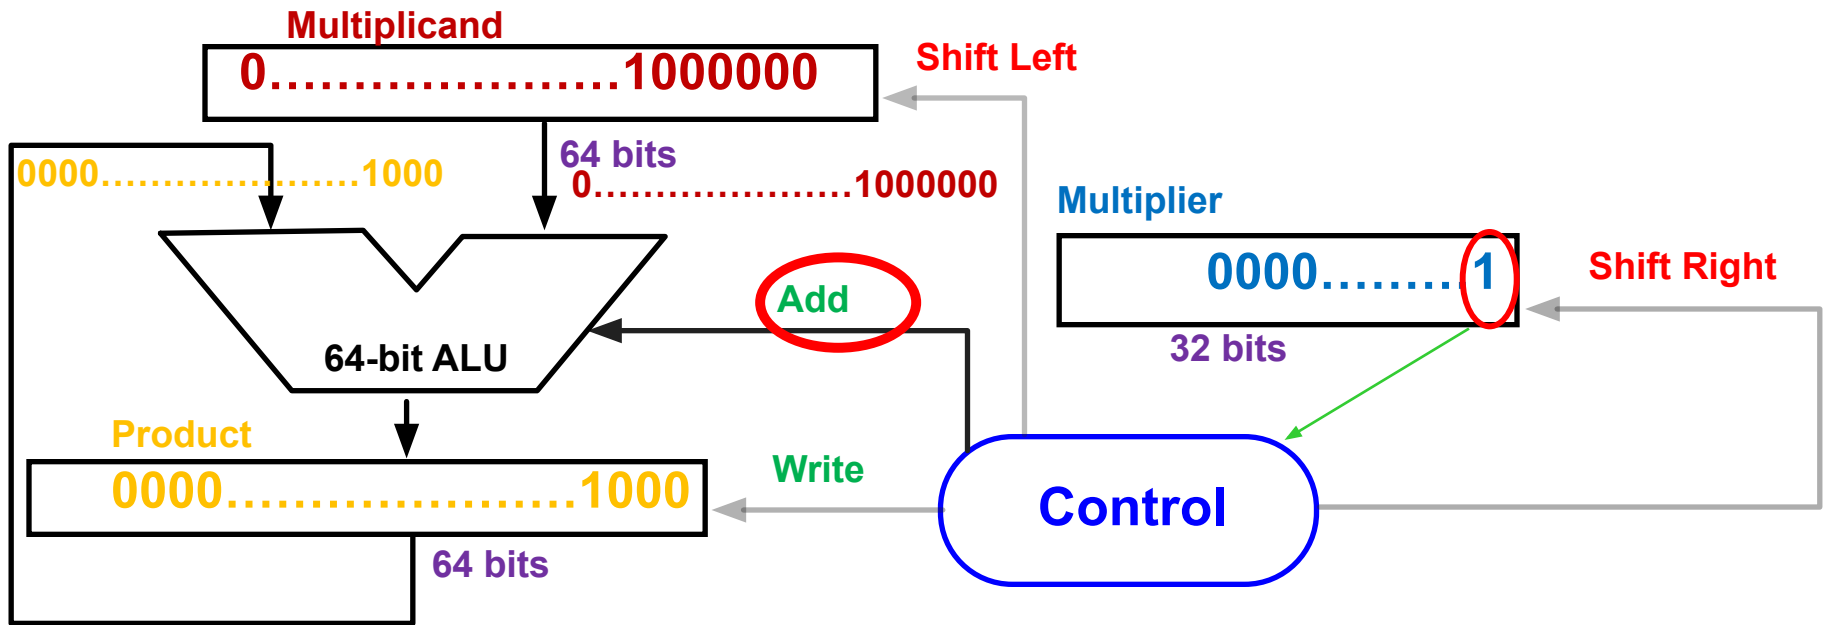 Multiplicand
0......................1000000
Shift Left
64 bits
0000.....................1000
0.....................1000000
Multiplier
0000.........1
Shift Right
32 bits
Add
64-bit ALU
Product
0000.....................1000
Write
Control
64 bits